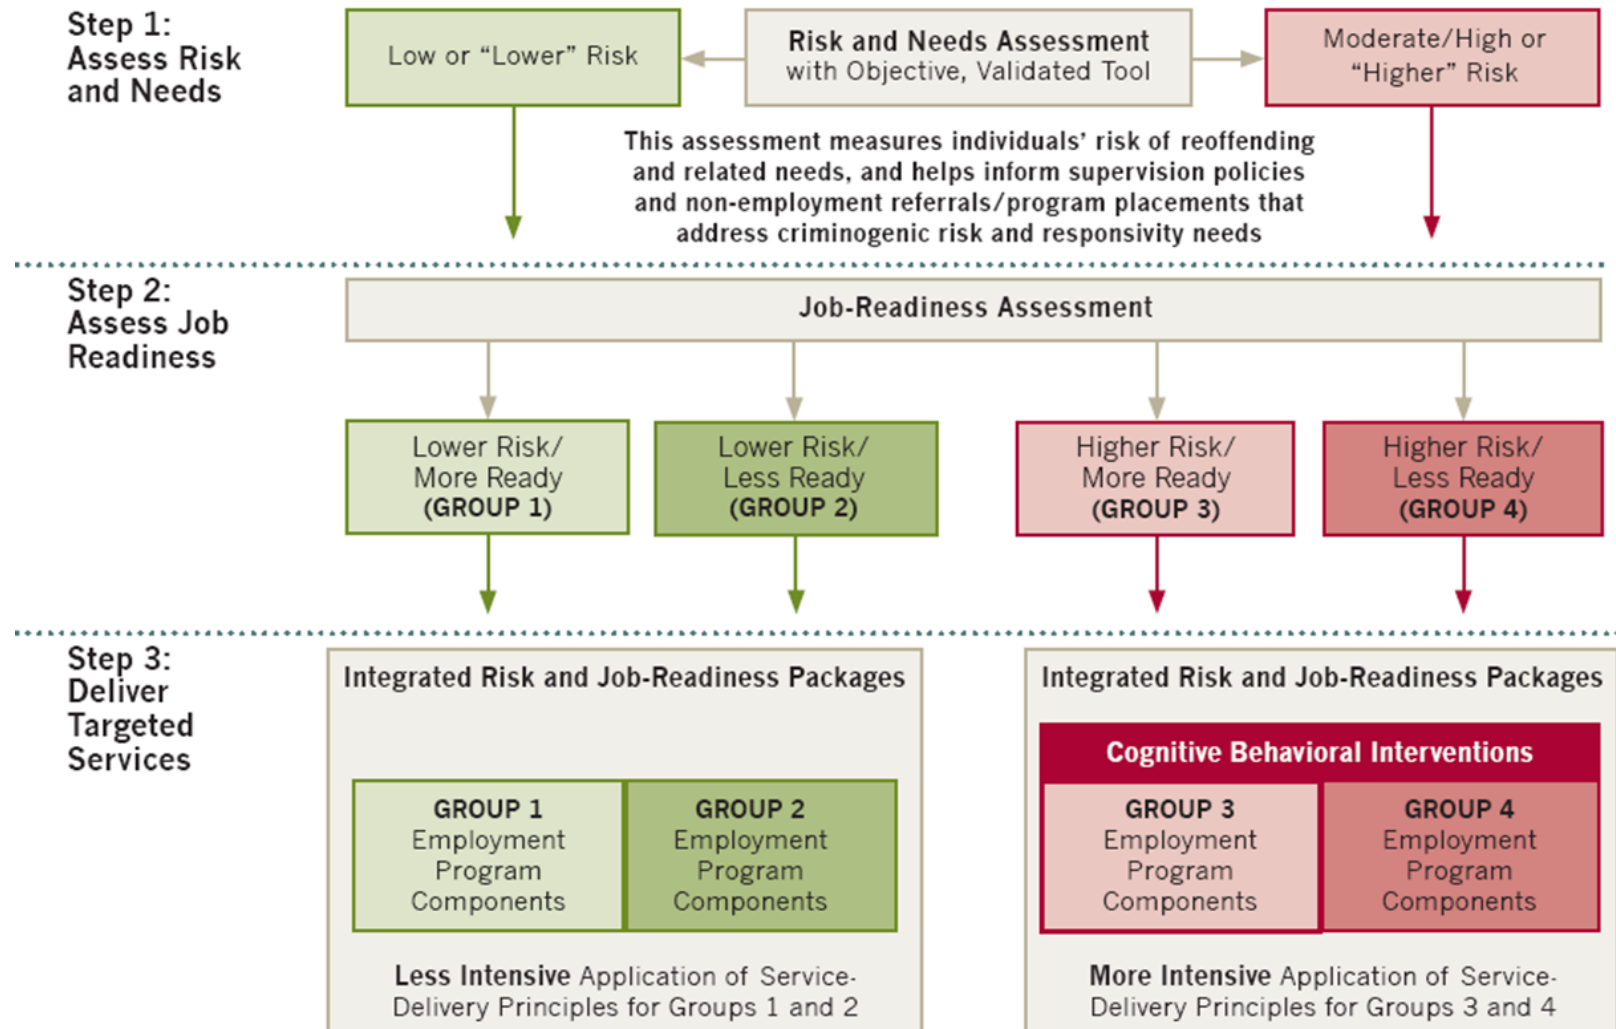 Step 1:
Assess Risk
and Needs
Low or “Lower” Risk
Risk and Needs Assessment
with Objective, Validated Tool
Moderate/High or
“Higher” Risk
This assessment measures individuals’ risk of reoffending
and related needs, and helps inform supervision policies
and non-employment referrals/program placements that
address criminogenic risk and responsivity needs
Step 2:
Assess Job
Readiness
Job-Readiness Assessment
Lower Risk/
More Ready
(GROUP 1)
Lower Risk/
Less Ready
(GROUP 2)
Higher Risk/
More Ready
(GROUP 3)
Higher Risk/
Less Ready
(GROUP 4)
Step 3:
Deliver
Targeted
Services
Integrated Risk and Job-Readiness Packages
GROUP 1
Employment
Program
Components
GROUP 2
Employment
Program
Components
Less Intensive Application of Service-
Delivery Principles for Groups 1 and 2
Integrated Risk and Job-Readiness Packages
Cognitive Behavioral Interventions
GROUP 3
Employment
Program
Components
GROUP 4
Employment
Program
Components
More Intensive Application of Service-
Delivery Principles for Groups 3 and 4